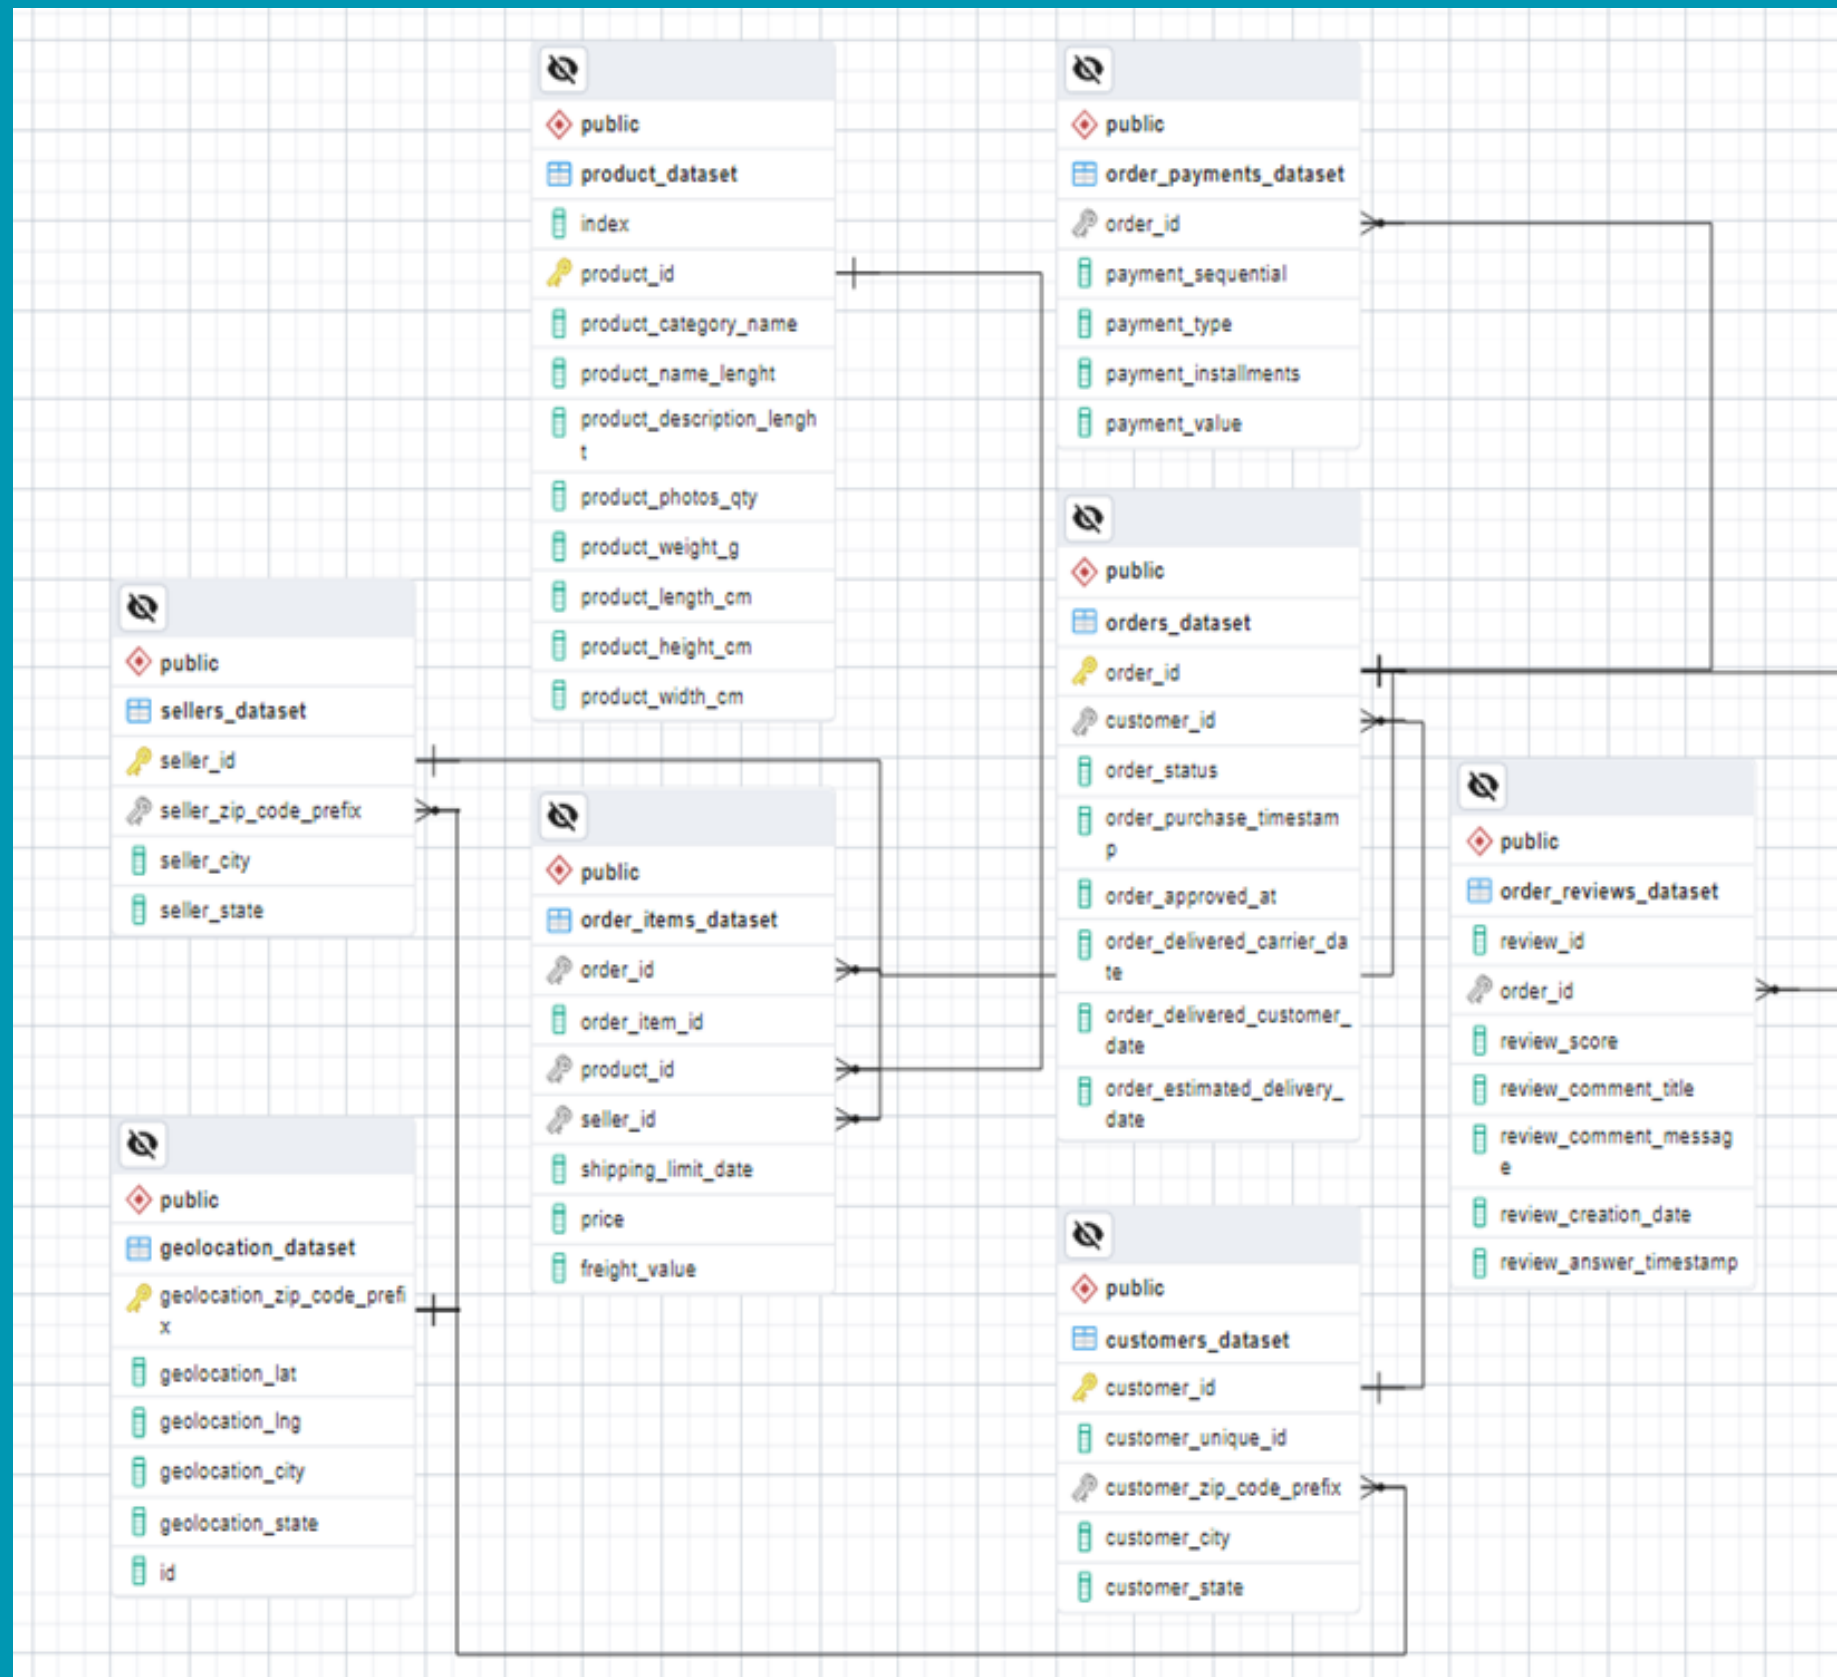 public
product_dataset
index
product_id
product_category_name
product_name_lenght
product_description_lengh
t
product_photos_qty
product_weight_g
product_length_cm
product_height_cm
product_width_cm
public
order_payments_dataset
order_id
payment_sequential
payment_type
payment_installments
payment_value
public
sellers_dataset
seller_id
seller_zip_code_prefix
seller_city
seller_state
public
order_items_dataset
order_id
order_item_id
product_id
seller_id
shipping_limit_date
price
freight_value
public
orders_dataset
order_id
customer_id
order_status
order_purchase_timestam
p
order_approved_at
order_delivered_carrier_da
te
order_delivered_customer_
date
order_estimated_delivery_
date
public
order_reviews_dataset
review_id
order_id
review_score
review_comment_title
review_comment_messag
e
review_creation_date
review_answer_timestamp
public
geolocation_dataset
geolocation_zip_code_prefi
x
geolocation_lat
geolocation_lng
geolocation_city
geolocation_state
id
public
customers_dataset
customer_id
customer_unique_id
customer_zip_code_prefix
customer_city
customer_state